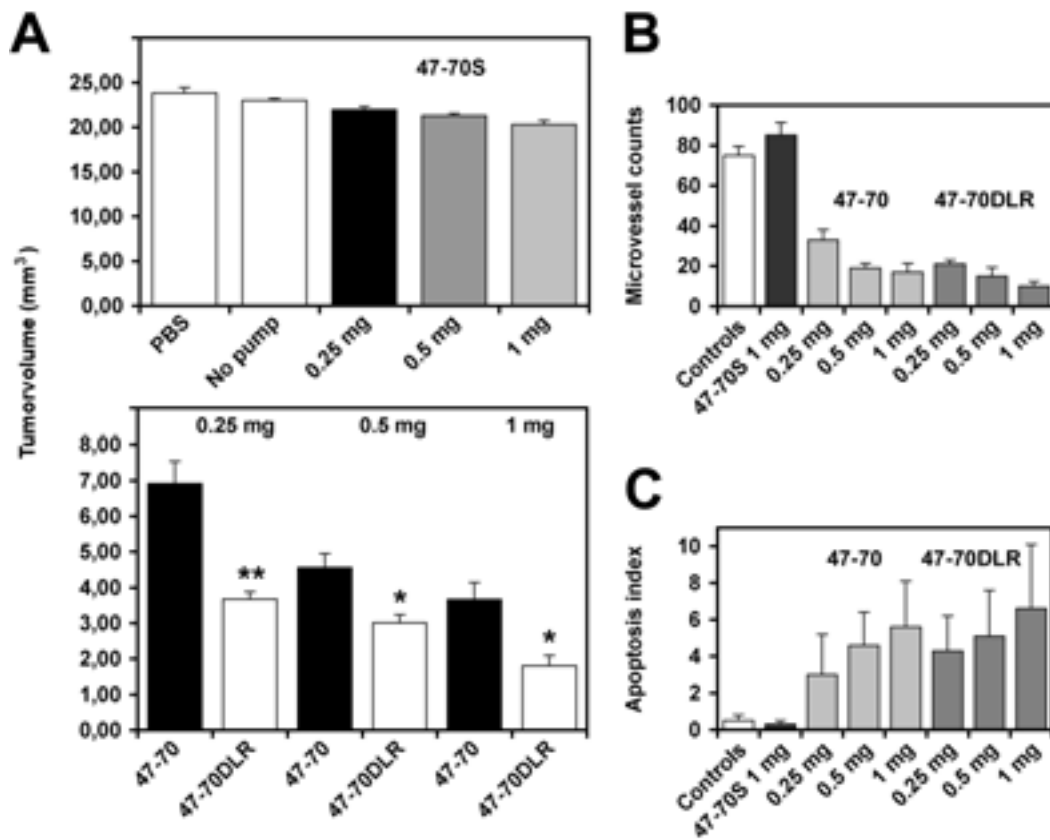 A
47-70S
25,00
20,00
15,00
10,00
5,00
0,00
PBS
No pump
0.25 mg
0.5 mg
1 mg
Tumorvolume (mm³)
0.25 mg 0.5 mg 1 mg
8,00
7,00
6,00
5,00
4,00
3,00
2,00
1,00
0,00
**
*
*
47-70
47-70DLR
47-70
47-70DLR
47-70
47-70DLR
B
Microvessel counts
100
80
60
40
20
0
47-70 47-70DLR
Controls
47-70S 1 mg
0.25 mg
0.5 mg
1 mg
0.25 mg
0.5 mg
1 mg
C
Apoptosis index
10
8
6
4
2
0
47-70 47-70DLR
Controls
47-70S 1 mg
0.25 mg
0.5 mg
1 mg
0.25 mg
0.5 mg
1 mg